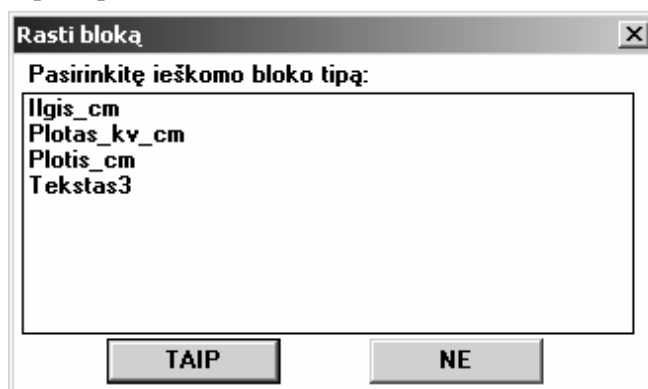 Rasti bloką
Pasirinkitę ieškomo bloko tipą:
Ilgis_cm
Plotas_kv_cm
Plotis_cm
Tekstas3
TAIP NE